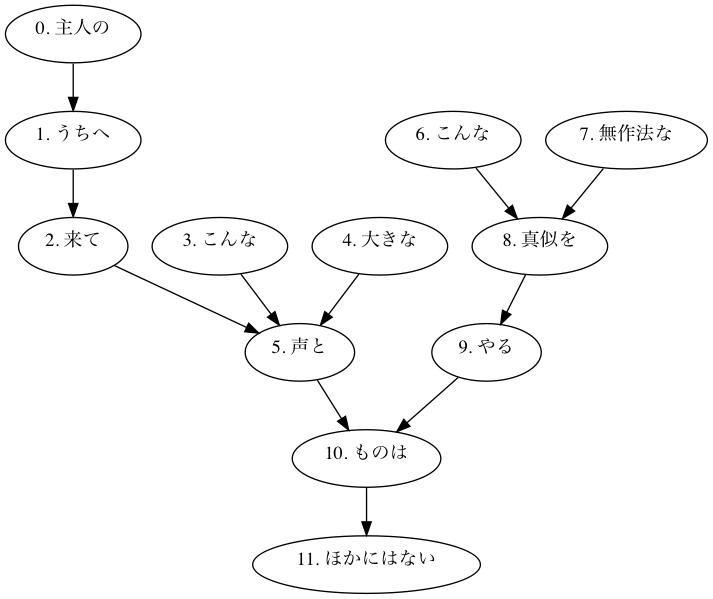 0. 主人の
1. うちへ
6. こんな
7. 無作法な
2. 来て
3. こんな
4. 大きな
8. 真似を
5. 声と
9. やる
10. ものは
11. ほかにはない